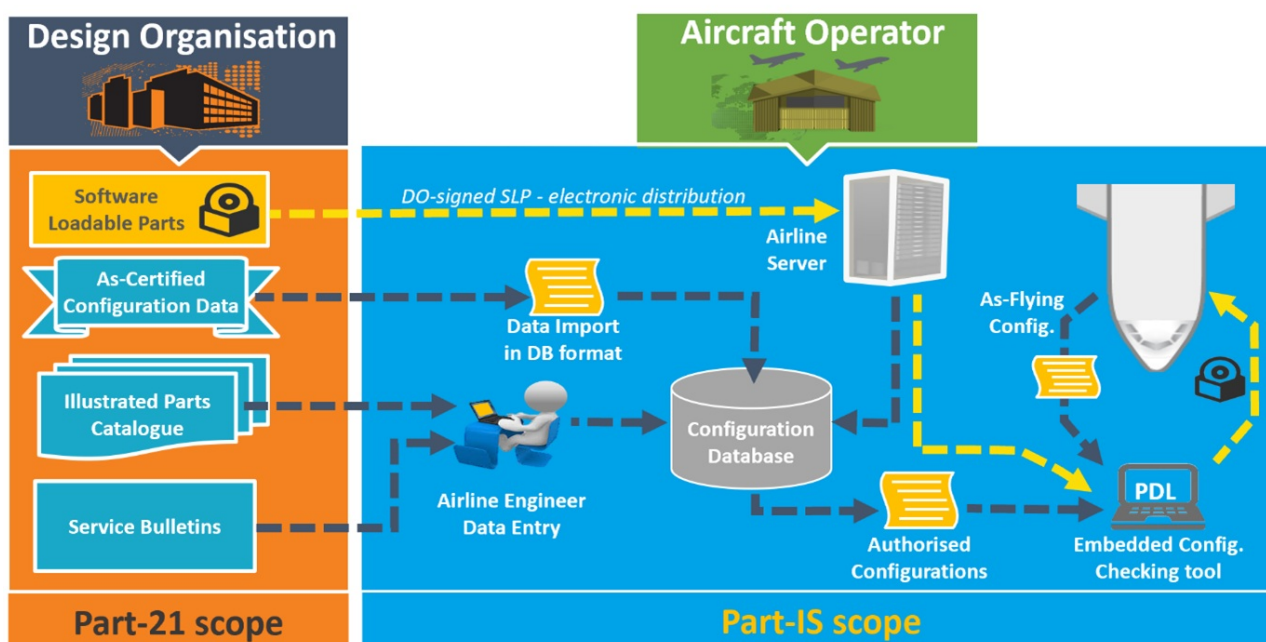 Design Organisation
Aircraft Operator
Software
Loadable Parts
DO-signed SLP - electronic distribution
Airline
Server
As-Certified
Configuration Data
Data Import
in DB format
As-Flying
Config.
Illustrated Parts
Catalogue
Configuration
Database
Airline Engineer
Data Entry
PDL
Service Bulletins
Authorised
Configurations
Embedded Config.
Checking tool
Part-21 scope
Part-IS scope